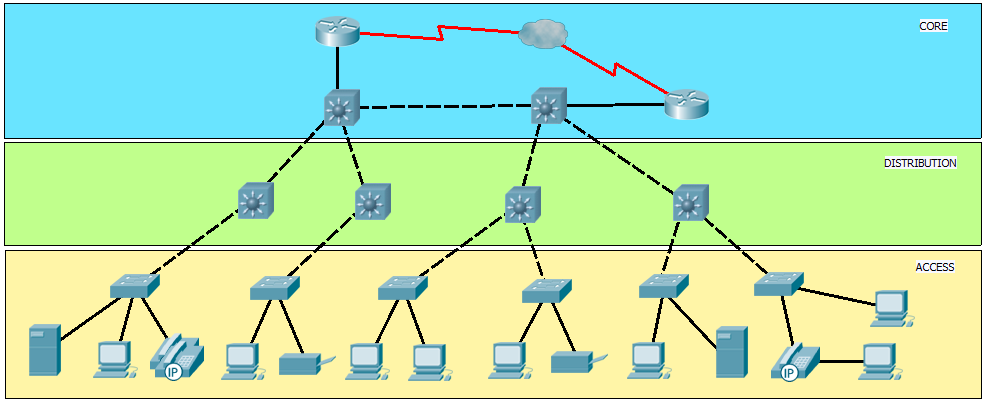 CORE
DISTRIBUTION
ACCESS
IP
IP